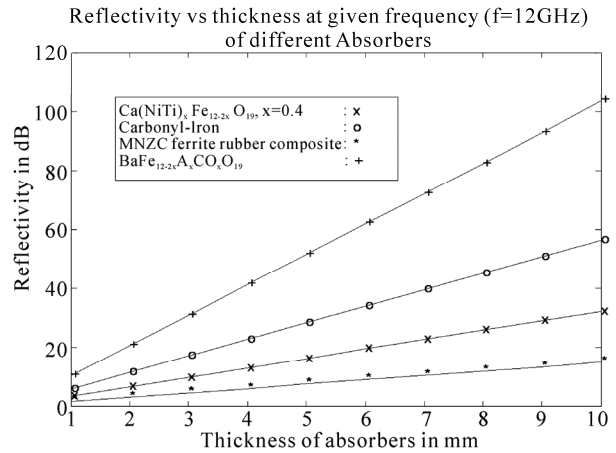 Reflectivity vs thickness at given frequency (f=12GHz)
of different Absorbers
Reflectivity in dB
120
100
80
60
40
20
0
Ca(NiTi)ₓ Fe₁₂₋₂ₓ O₁₉, x=0.4 : x
Carbonyl-Iron : o
MNZC ferrite rubber composite: *
BaFe₁₂₋₂ₓAₓCOₓO₁₉ : +
1 2 3 4 5 6 7 8 9 10
Thickness of absorbers in mm